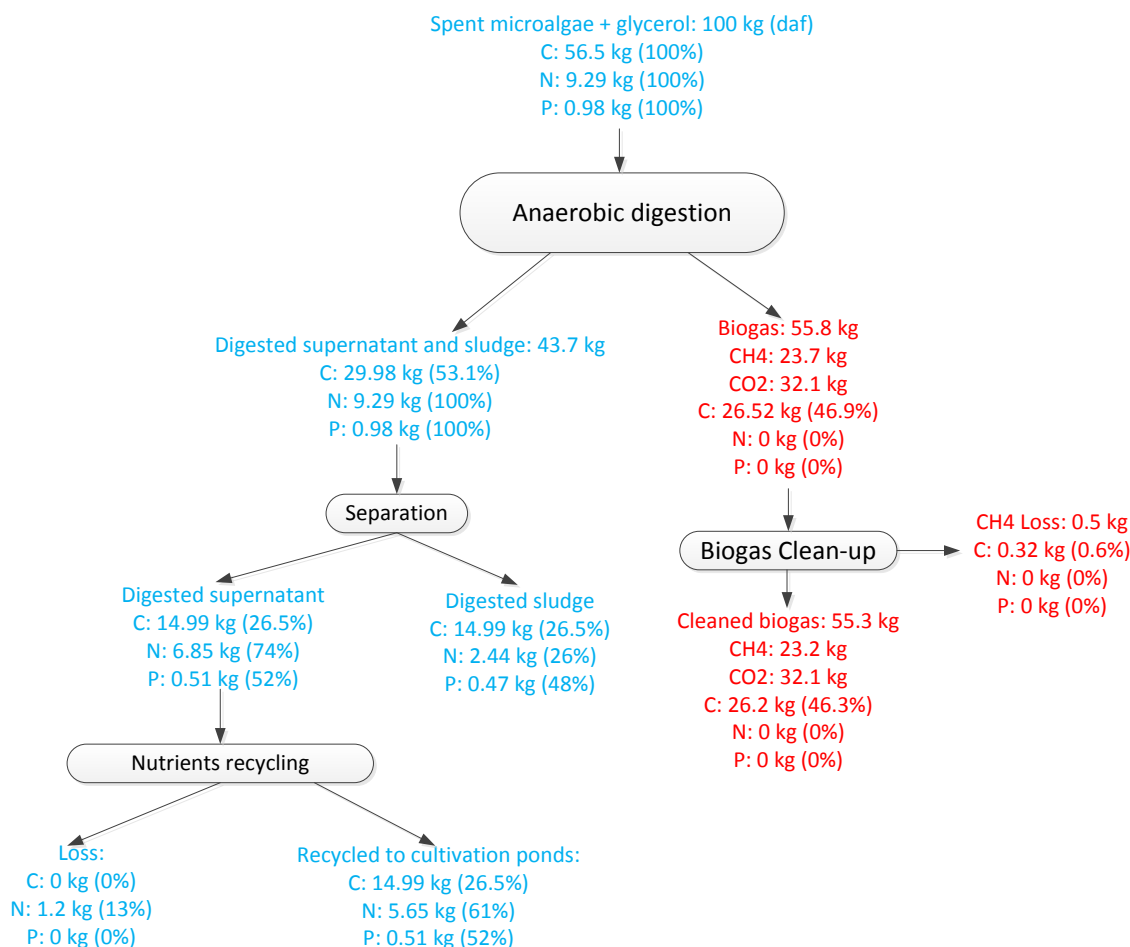 Spent microalgae + glycerol: 100 kg (daf)
C: 56.5 kg (100%)
N: 9.29 kg (100%)
P: 0.98 kg (100%)
Anaerobic digestion
Digested supernatant and sludge: 43.7 kg
C: 29.98 kg (53.1%)
N: 9.29 kg (100%)
P: 0.98 kg (100%)
Biogas: 55.8 kg
CH4: 23.7 kg
CO2: 32.1 kg
C: 26.52 kg (46.9%)
N: 0 kg (0%)
P: 0 kg (0%)
Separation
Biogas Clean-up
CH4 Loss: 0.5 kg
C: 0.32 kg (0.6%)
N: 0 kg (0%)
P: 0 kg (0%)
Digested supernatant
C: 14.99 kg (26.5%)
N: 6.85 kg (74%)
P: 0.51 kg (52%)
Digested sludge
C: 14.99 kg (26.5%)
N: 2.44 kg (26%)
P: 0.47 kg (48%)
Cleaned biogas: 55.3 kg
CH4: 23.2 kg
CO2: 32.1 kg
C: 26.2 kg (46.3%)
N: 0 kg (0%)
P: 0 kg (0%)
Nutrients recycling
Loss:
C: 0 kg (0%)
N: 1.2 kg (13%)
P: 0 kg (0%)
Recycled to cultivation ponds:
C: 14.99 kg (26.5%)
N: 5.65 kg (61%)
P: 0.51 kg (52%)